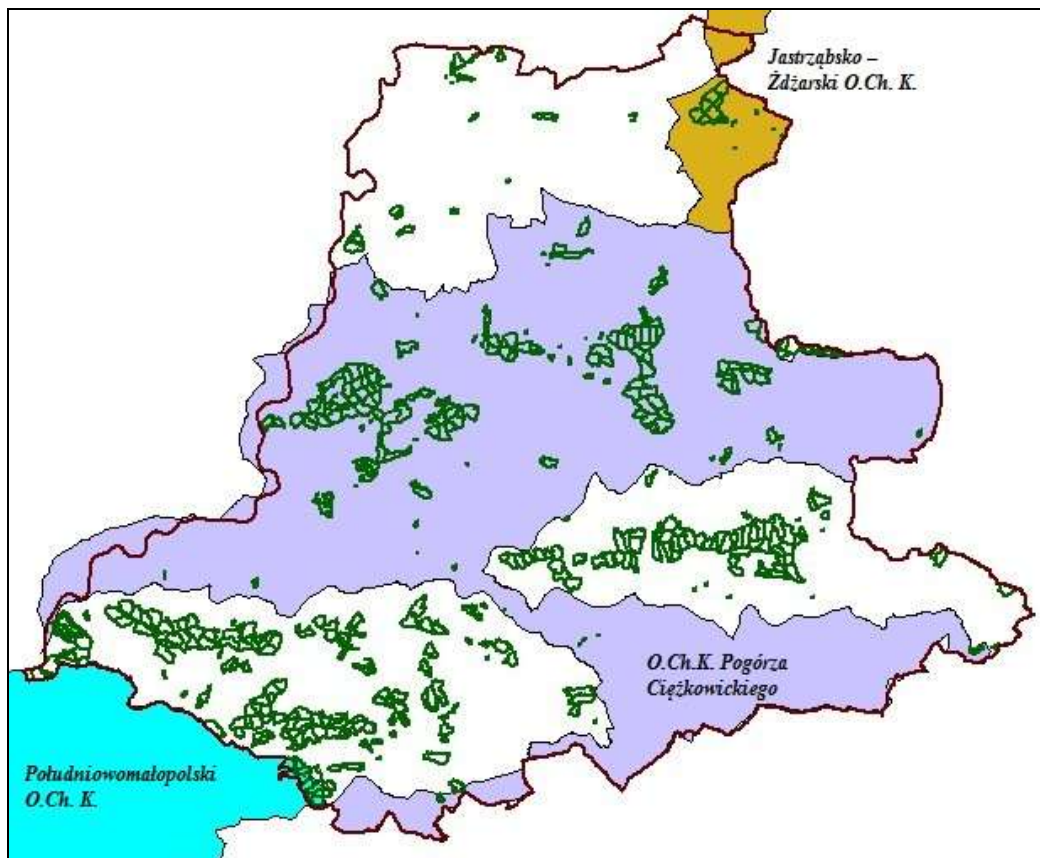 Jastrząbsko –
Żdżarski O.Ch. K.
O.Ch.K. Pogórza
Ciężkowickiego
Południowomałopolski
O.Ch. K.